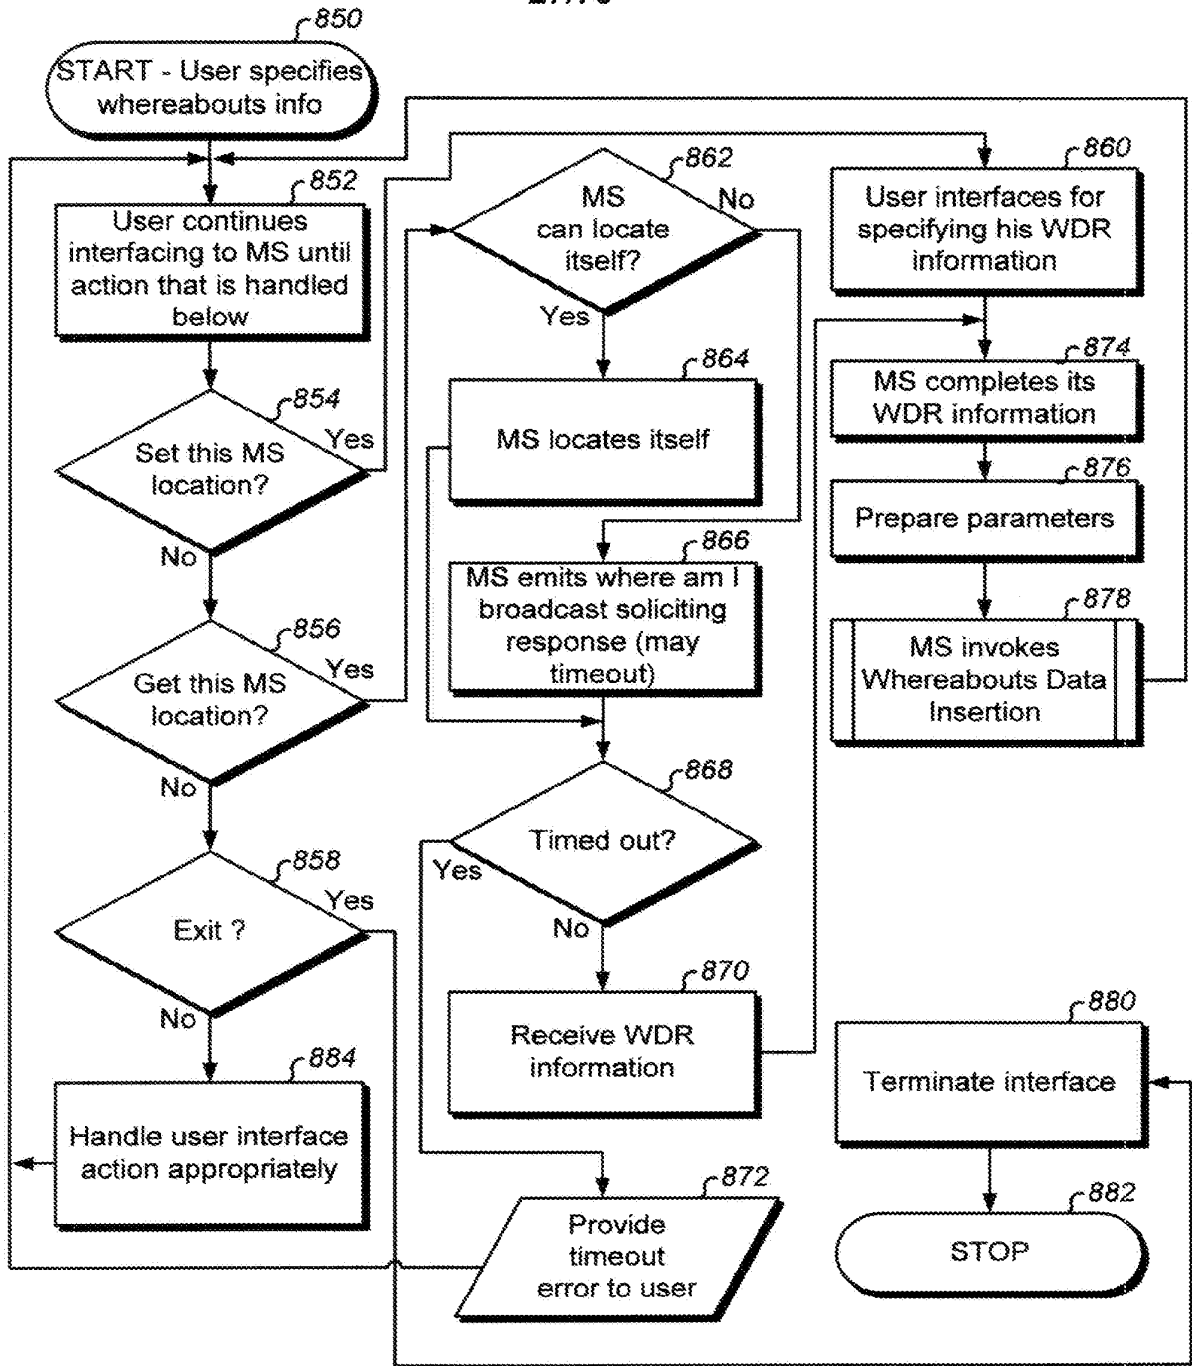 850
START - User specifies
whereabouts info
852
User continues
interfacing to MS until
action that is handled
below
854
Set this MS
location?
Yes
No
856
Get this MS
location?
Yes
No
858
Exit ?
Yes
No
884
Handle user interface
action appropriately
862
MS
can locate
itself?
No
Yes
864
MS locates itself
866
MS emits where am I
broadcast soliciting
response (may
timeout)
868
Timed out?
Yes
No
870
Receive WDR
information
872
Provide
timeout
error to user
860
User interfaces for
specifying his WDR
information
874
MS completes its
WDR information
876
Prepare parameters
878
MS invokes
Whereabouts Data
Insertion
880
Terminate interface
882
STOP